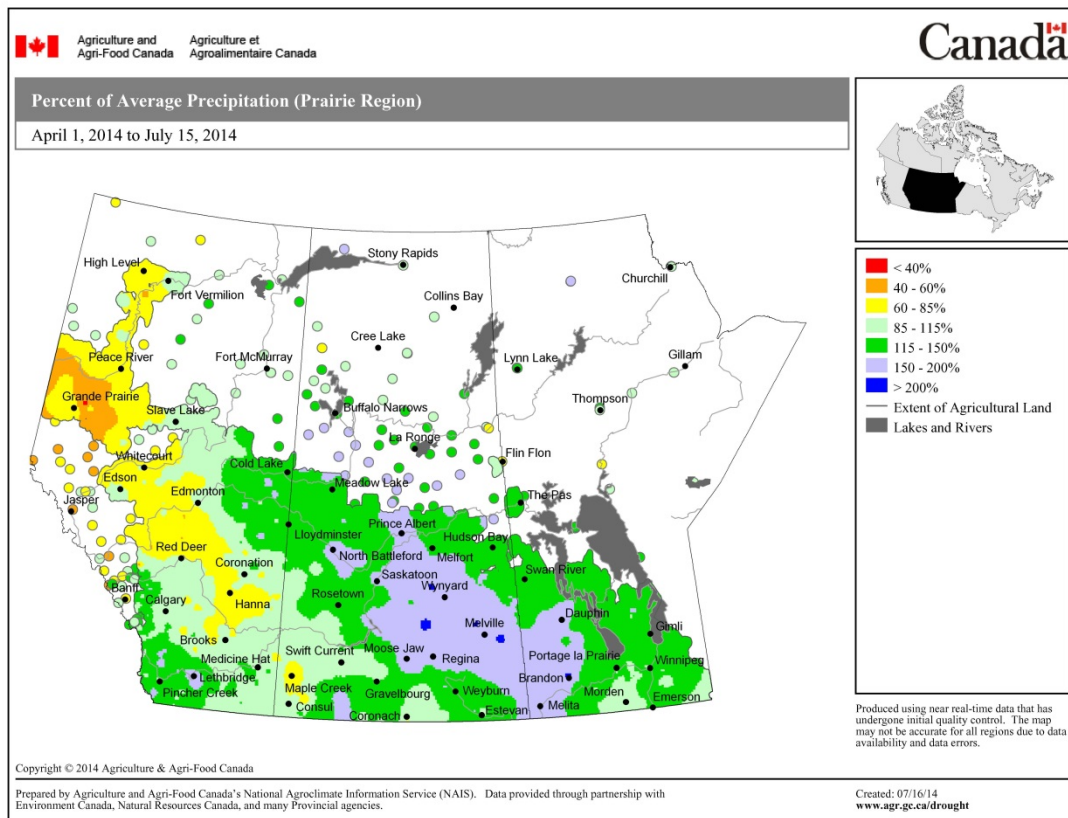 Agriculture and Agriculture et
Agri-Food Canada Agroalimentaire Canada
Canada
Percent of Average Precipitation (Prairie Region)
April 1, 2014 to July 15, 2014
Stony Rapids
High Level
Churchill
Fort Vermilion
Collins Bay
Cree Lake
Peace River
Fort McMurray
Lynn Lake
Gillam
Grande Prairie
Slave Lake
Buffalo Narrows
Thompson
La Ronge
Whitecourt
Cold Lake
Flin Flon
Edson
Meadow Lake
Jasper
Edmonton
The Pas
Lloydminster
Prince Albert
Hudson Bay
Red Deer
North Battleford
Melfort
Coronation
Saskatoon
Swan River
Banff
Hanna
Rosetown
Wynyard
Calgary
Dauphin
Brooks
Melville
Gimli
Swift Current
Moose Jaw
Regina
Portage la Prairie
Medicine Hat
Winnipeg
Lethbridge
Brandon
Pincher Creek
Maple Creek
Gravelbourg
Weyburn
Morden
Emerson
Consul
Coronach
Estevan
Melita
< 40%
40 - 60%
60 - 85%
85 - 115%
115 - 150%
150 - 200%
> 200%
Extent of Agricultural Land
Lakes and Rivers
Produced using near real-time data that has
undergone initial quality control. The map
may not be accurate for all regions due to data
availability and data errors.
Copyright © 2014 Agriculture & Agri-Food Canada
Prepared by Agriculture and Agri-Food Canada's National Agroclimate Information Service (NAIS). Data provided through partnership with
Environment Canada, Natural Resources Canada, and many Provincial agencies.
Created: 07/16/14
www.agr.gc.ca/drought